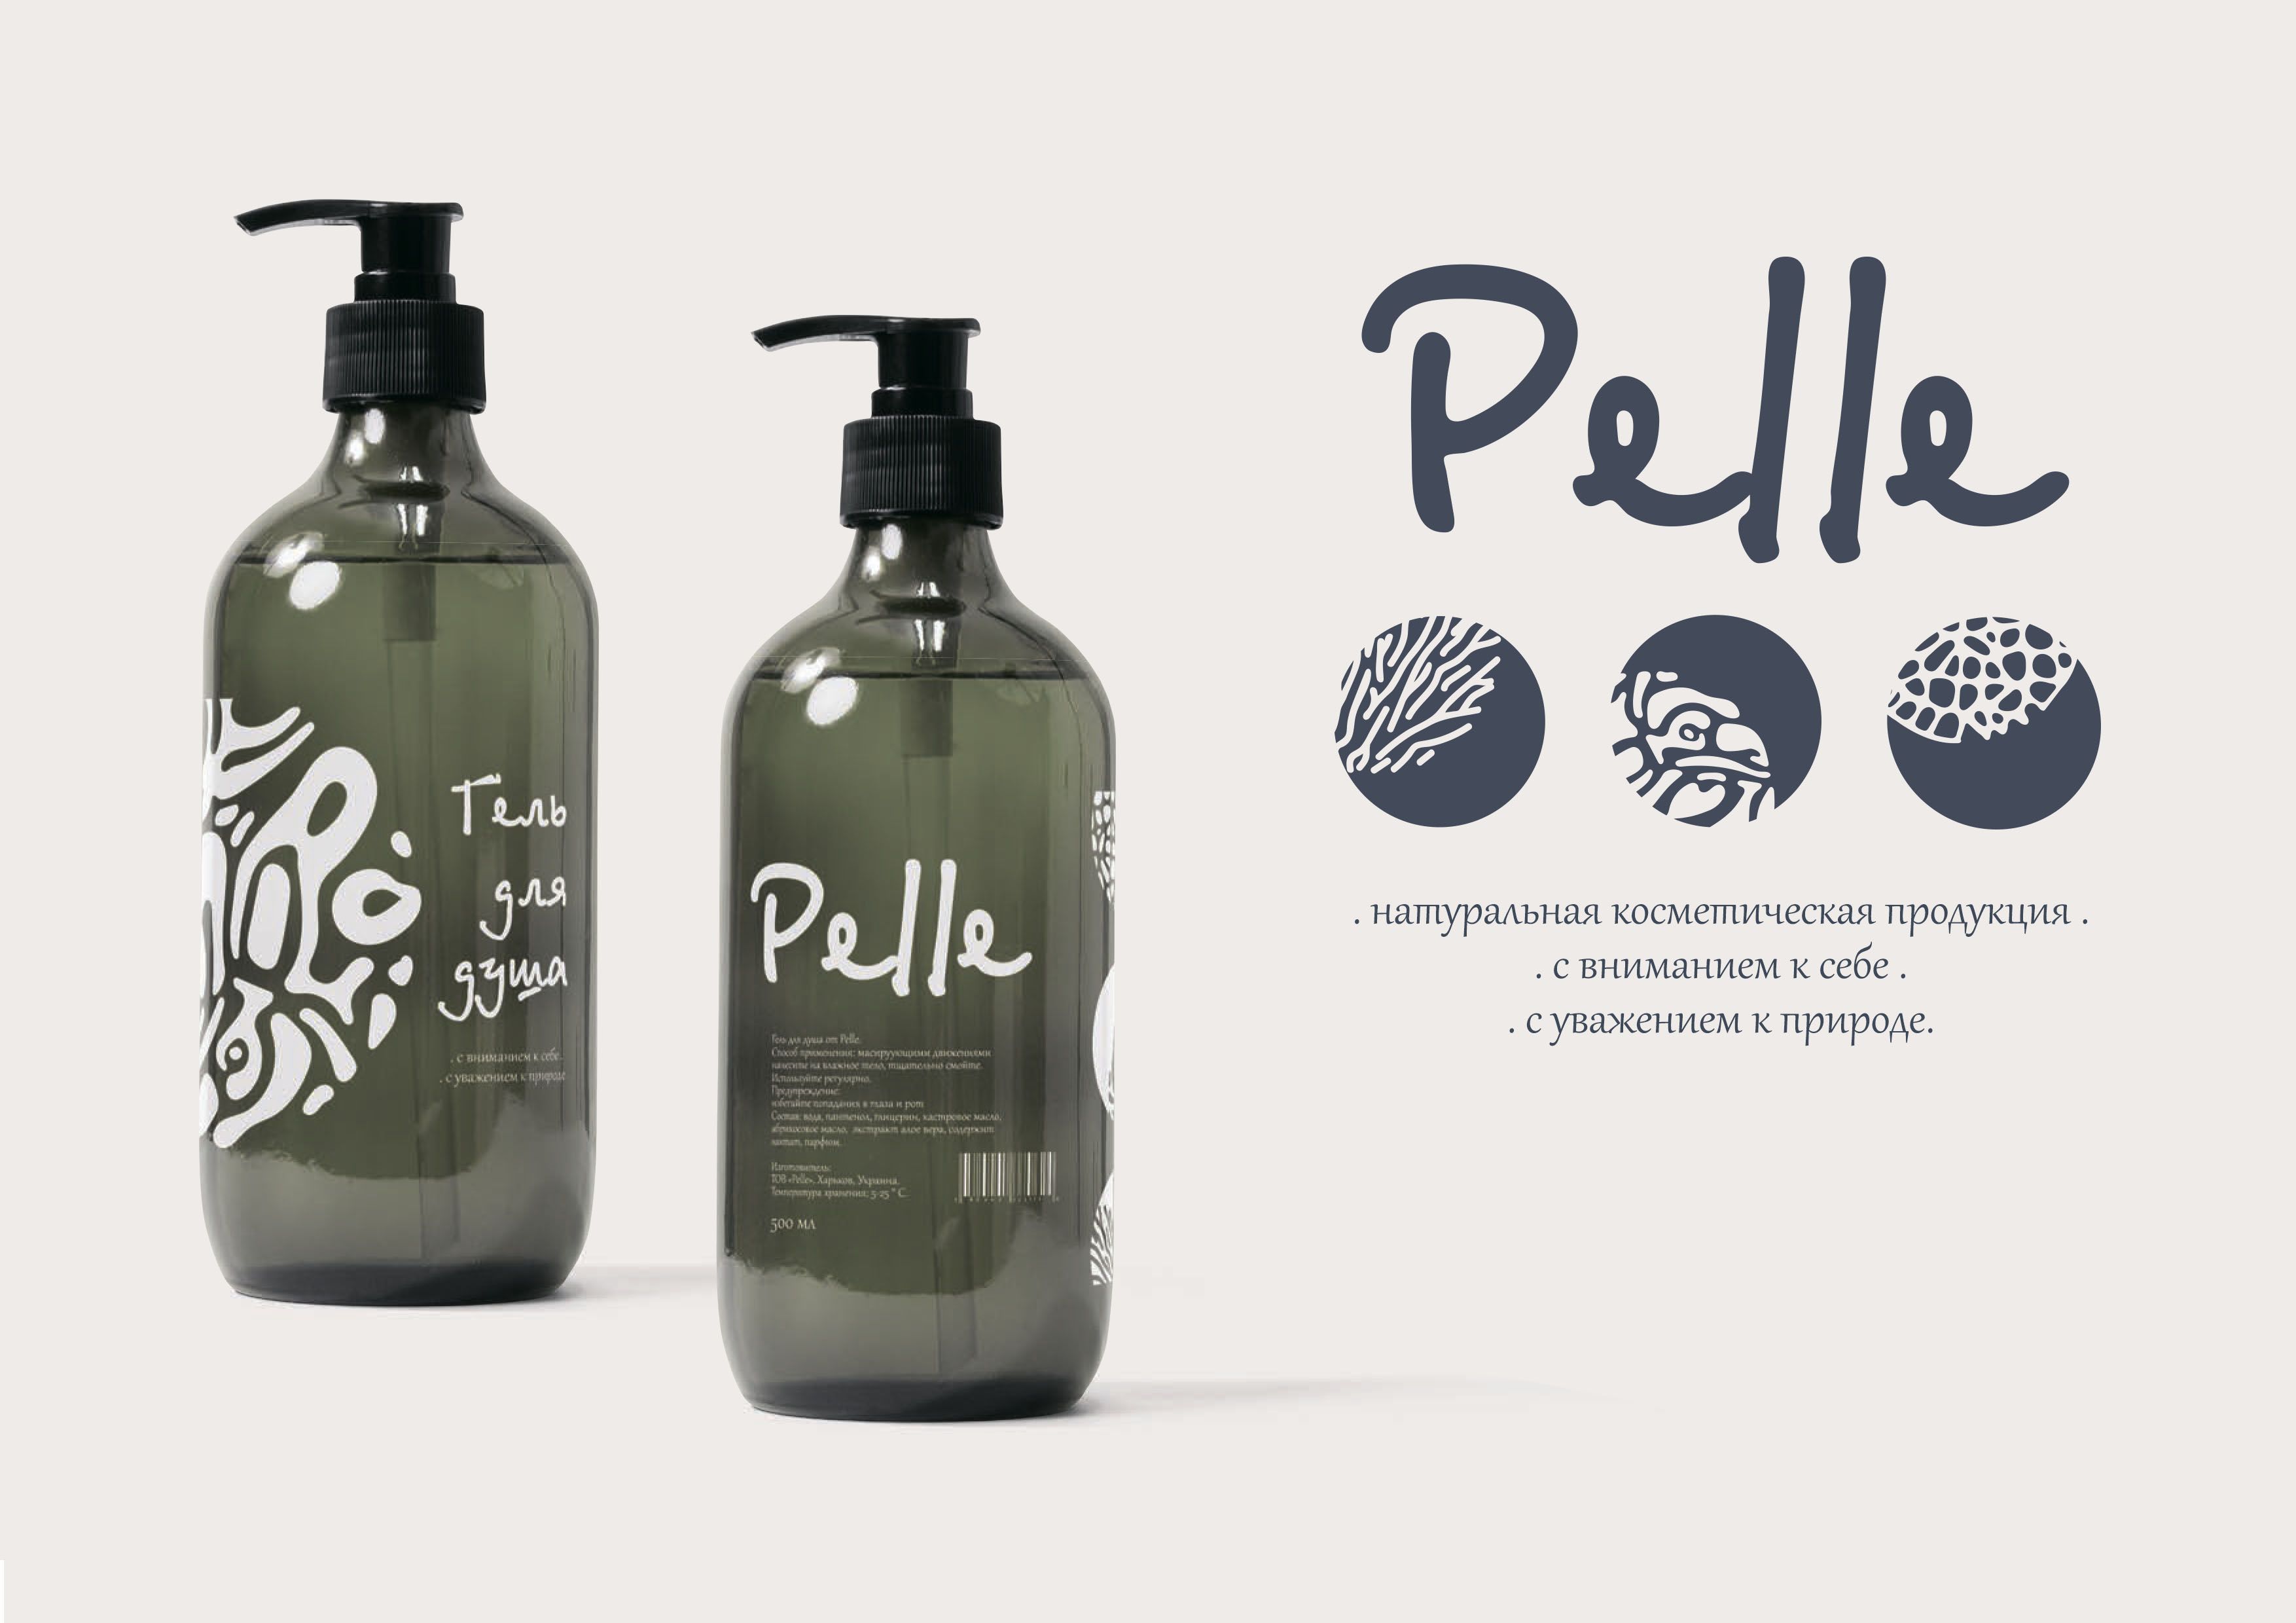 Гель
для
душа
. с вниманием к себе.
. с уважением к природе
Pelle
Гель для душа от Pelle.
Способ применения: масируующими движениями
нанесите на влажное тело, тщательно смойте.
Используйте регулярно.
Предупреждение:
избегайте попадания в глаза и рот
Состав: вода, пантенол, глицерин, касторовое масло,
абрикосовое масло, экстракт алое вера, содержит
лактат, парфюм.
Изготовитель:
ТОВ «Pelle». Харьков, Украина.
Температура хранения: 5-25 ° С.
500 мл
Pelle
. натуральная косметическая продукция .
. с вниманием к себе .
. с уважением к природе.